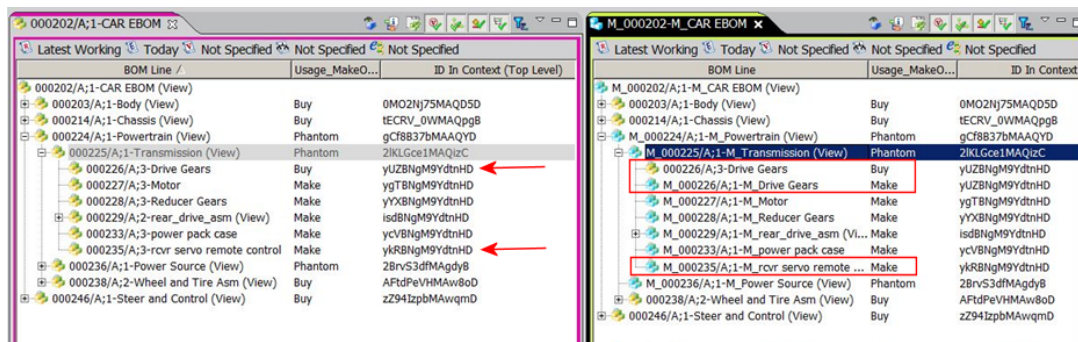 000202/A;1-CAR EBOM
Latest Working Today Not Specified Not Specified Not Specified
BOM Line Usage_MakeO... ID In Context (Top Level)
000202/A;1-CAR EBOM (View)
000203/A;1-Body (View) Buy 0MO2Nj75MAQD5D
000214/A;1-Chassis (View) Buy tECRV_0WMAQpgB
000224/A;1-Powertrain (View) Phantom gCf8B37bMAAQYD
000225/A;1-Transmission (View) Phantom 2lKLGce1MAQizC
000226/A;3-Drive Gears Buy yUZBNgM9YdtnHD
000227/A;3-Motor Make ygTBNgM9YdtnHD
000228/A;3-Reducer Gears Make yYXBNgM9YdtnHD
000229/A;2-rear_drive_asm (View) Make isdBNgM9YdtnHD
000233/A;3-power pack case Make ycVBNgM9YdtnHD
000235/A;3-rcvr servo remote control Make ykRBNgM9YdtnHD
000236/A;1-Power Source (View) Phantom 2BrvS3dfMAgdyB
000238/A;2-Wheel and Tire Asm (View) Buy AFtdPeVHMAw8oD
000246/A;1-Steer and Control (View) Buy zZ94IzpbMAwqmD
M_000202-M_CAR EBOM
Latest Working Today Not Specified Not Specified Not Specified
BOM Line Usage_MakeO... ID In Context
M_000202/A;1-M_CAR EBOM (View)
000203/A;1-Body (View) Buy 0MO2Nj75MAQD5D
000214/A;1-Chassis (View) Buy tECRV_0WMAQpgB
M_000224/A;1-M_Powertrain (View) Phantom gCf8B37bMAAQYD
M_000225/A;1-M_Transmission (View) Phantom 2lKLGce1MAQizC
000226/A;3-Drive Gears Buy yUZBNgM9YdtnHD
M_000226/A;1-M_Drive Gears Make yUZBNgM9YdtnHD
M_000227/A;1-M_Motor Make ygTBNgM9YdtnHD
M_000228/A;1-M_Reducer Gears Make yYXBNgM9YdtnHD
M_000229/A;1-M_rear_drive_asm (Vi... Make isdBNgM9YdtnHD
M_000233/A;1-M_power pack case Make ycVBNgM9YdtnHD
M_000235/A;1-M_rcvr servo remote ... Make ykRBNgM9YdtnHD
M_000236/A;1-M_Power Source (View) Phantom 2BrvS3dfMAgdyB
000238/A;2-Wheel and Tire Asm (View) Buy AFtdPeVHMAw8oD
000246/A;1-Steer and Control (View) Buy zZ94IzpbMAwqmD